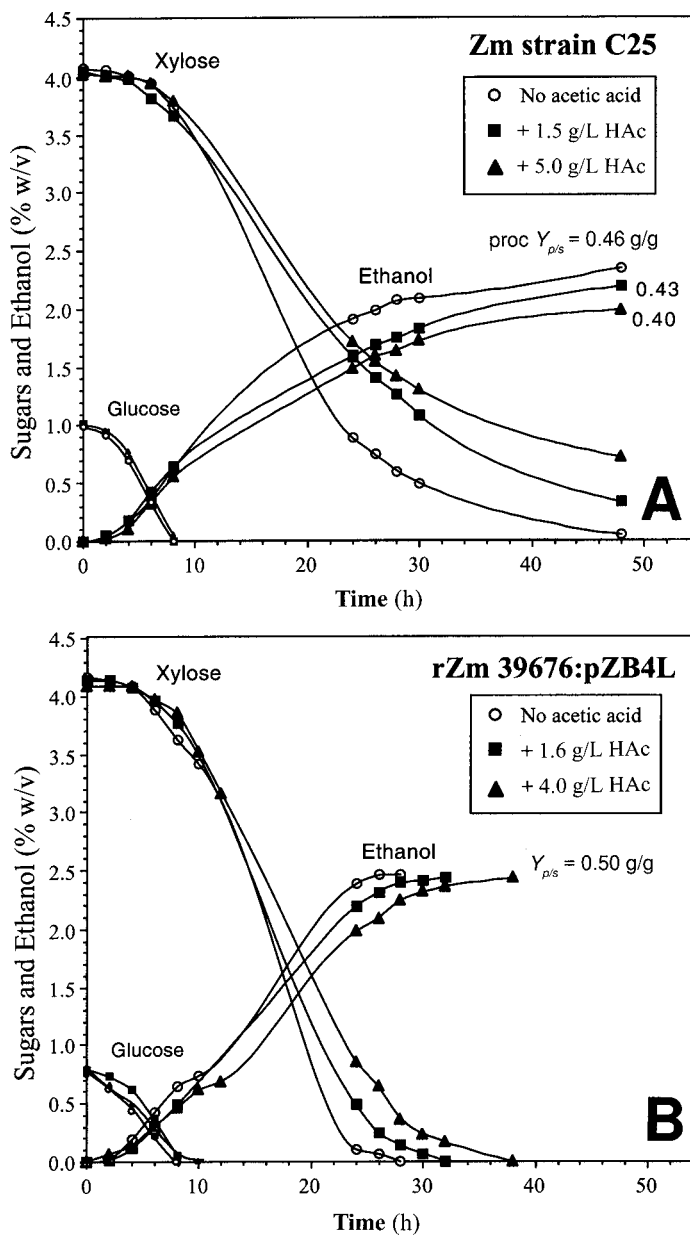 Zm strain C25
No acetic acid
+ 1.5 g/L HAc
+ 5.0 g/L HAc
Xylose
Ethanol
Glucose
proc Yp/s = 0.46 g/g
0.43
0.40
Sugars and Ethanol (% w/v)
4.5
4.0
3.5
3.0
2.5
2.0
1.5
1.0
0.5
0.0
0 10 20 30 40 50
Time (h)
A
rZm 39676:pZB4L
No acetic acid
+ 1.6 g/L HAc
+ 4.0 g/L HAc
Xylose
Ethanol
Glucose
Yp/s = 0.50 g/g
Sugars and Ethanol (% w/v)
4.5
4.0
3.5
3.0
2.5
2.0
1.5
1.0
0.5
0.0
0 10 20 30 40 50
Time (h)
B